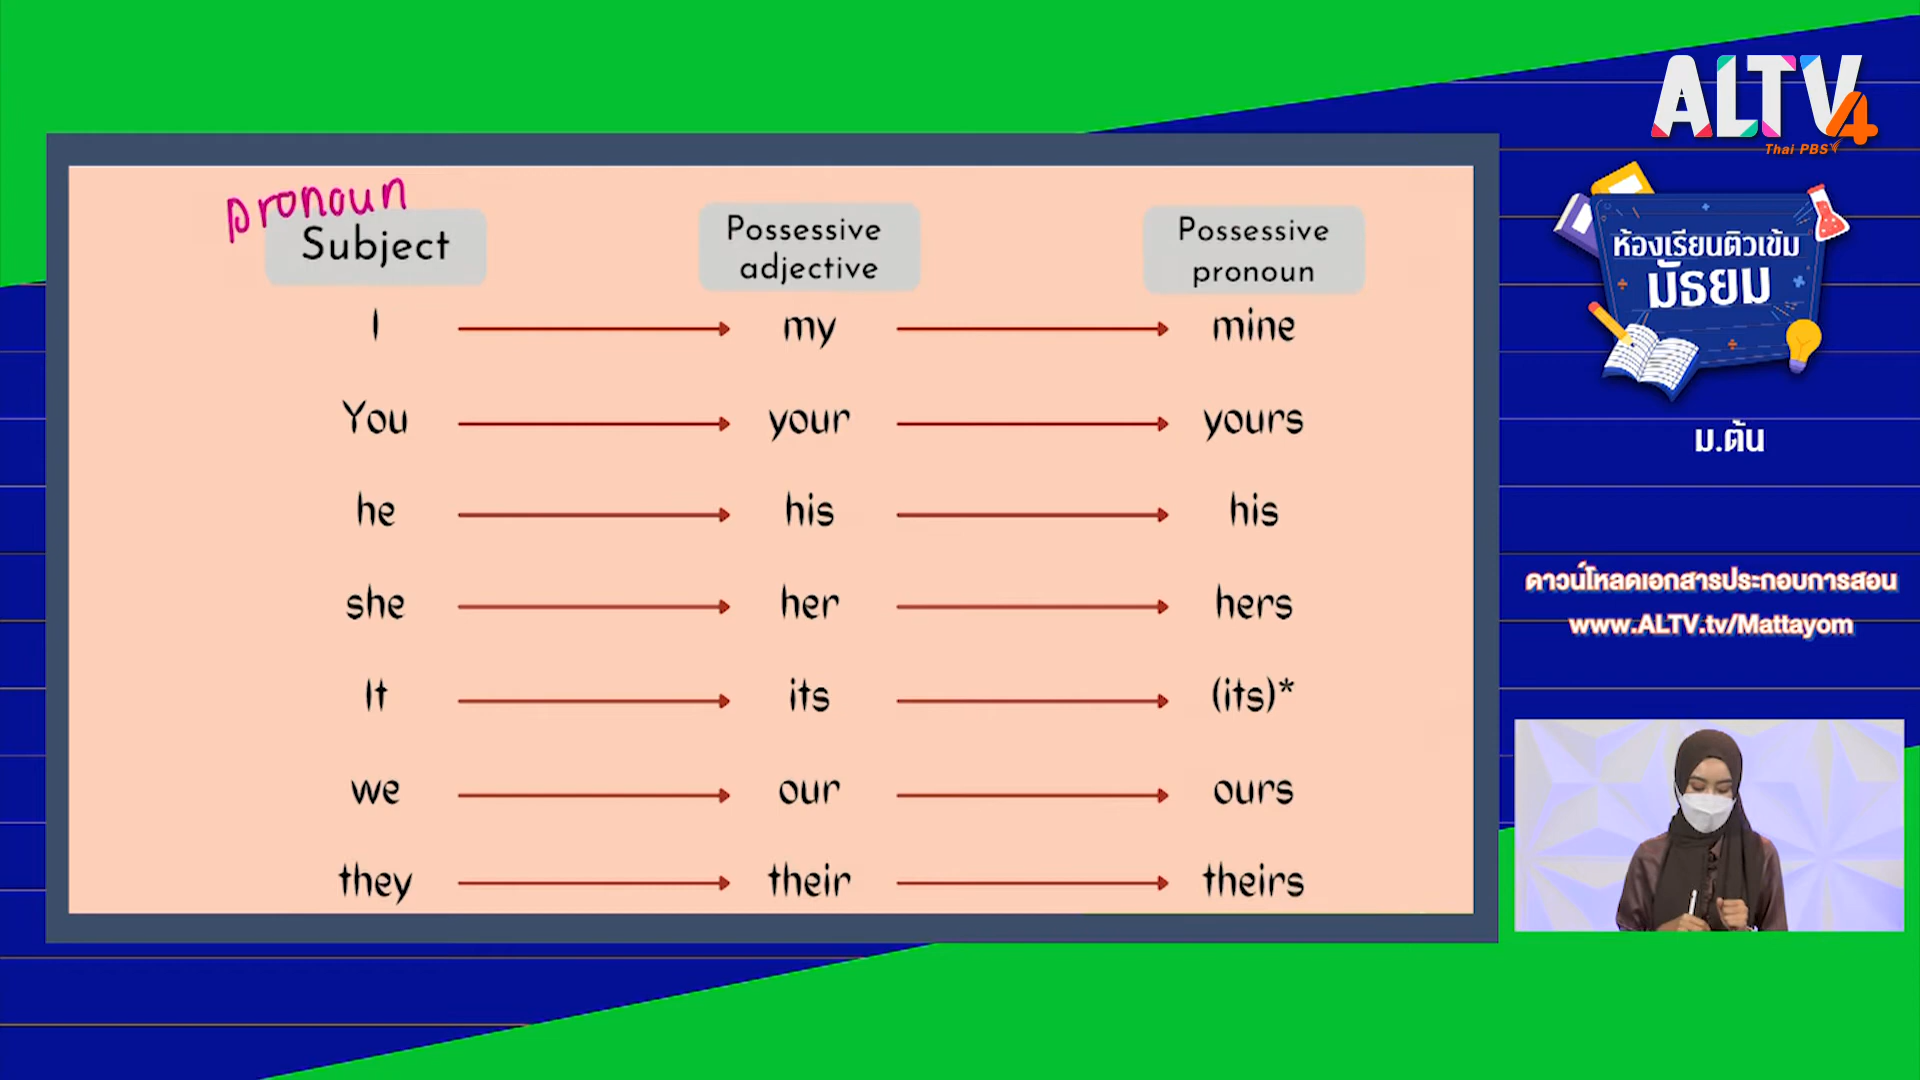 pronoun
Subject
Possessive
adjective
Possessive
pronoun
I my mine
You your yours
he his his
she her hers
It its (its)*
we our ours
they their theirs
ALTV4
Thai PBS
ห้องเรียนติวเข้ม
มัธยม
ม.ต้น
ดาวน์โหลดเอกสารประกอบการสอน
www.ALTV.tv/Mattayom